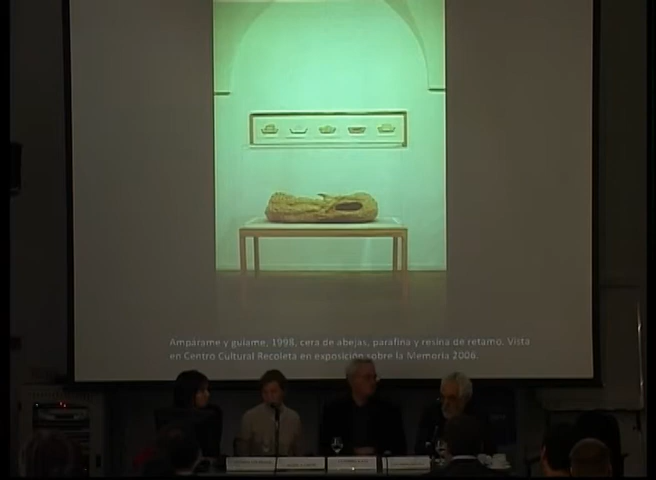 Ampárame y guíame, 1998, cera de abejas, parafina y resina de retamo. Vista
en Centro Cultural Recoleta en exposición sobre la Memoria 2006.